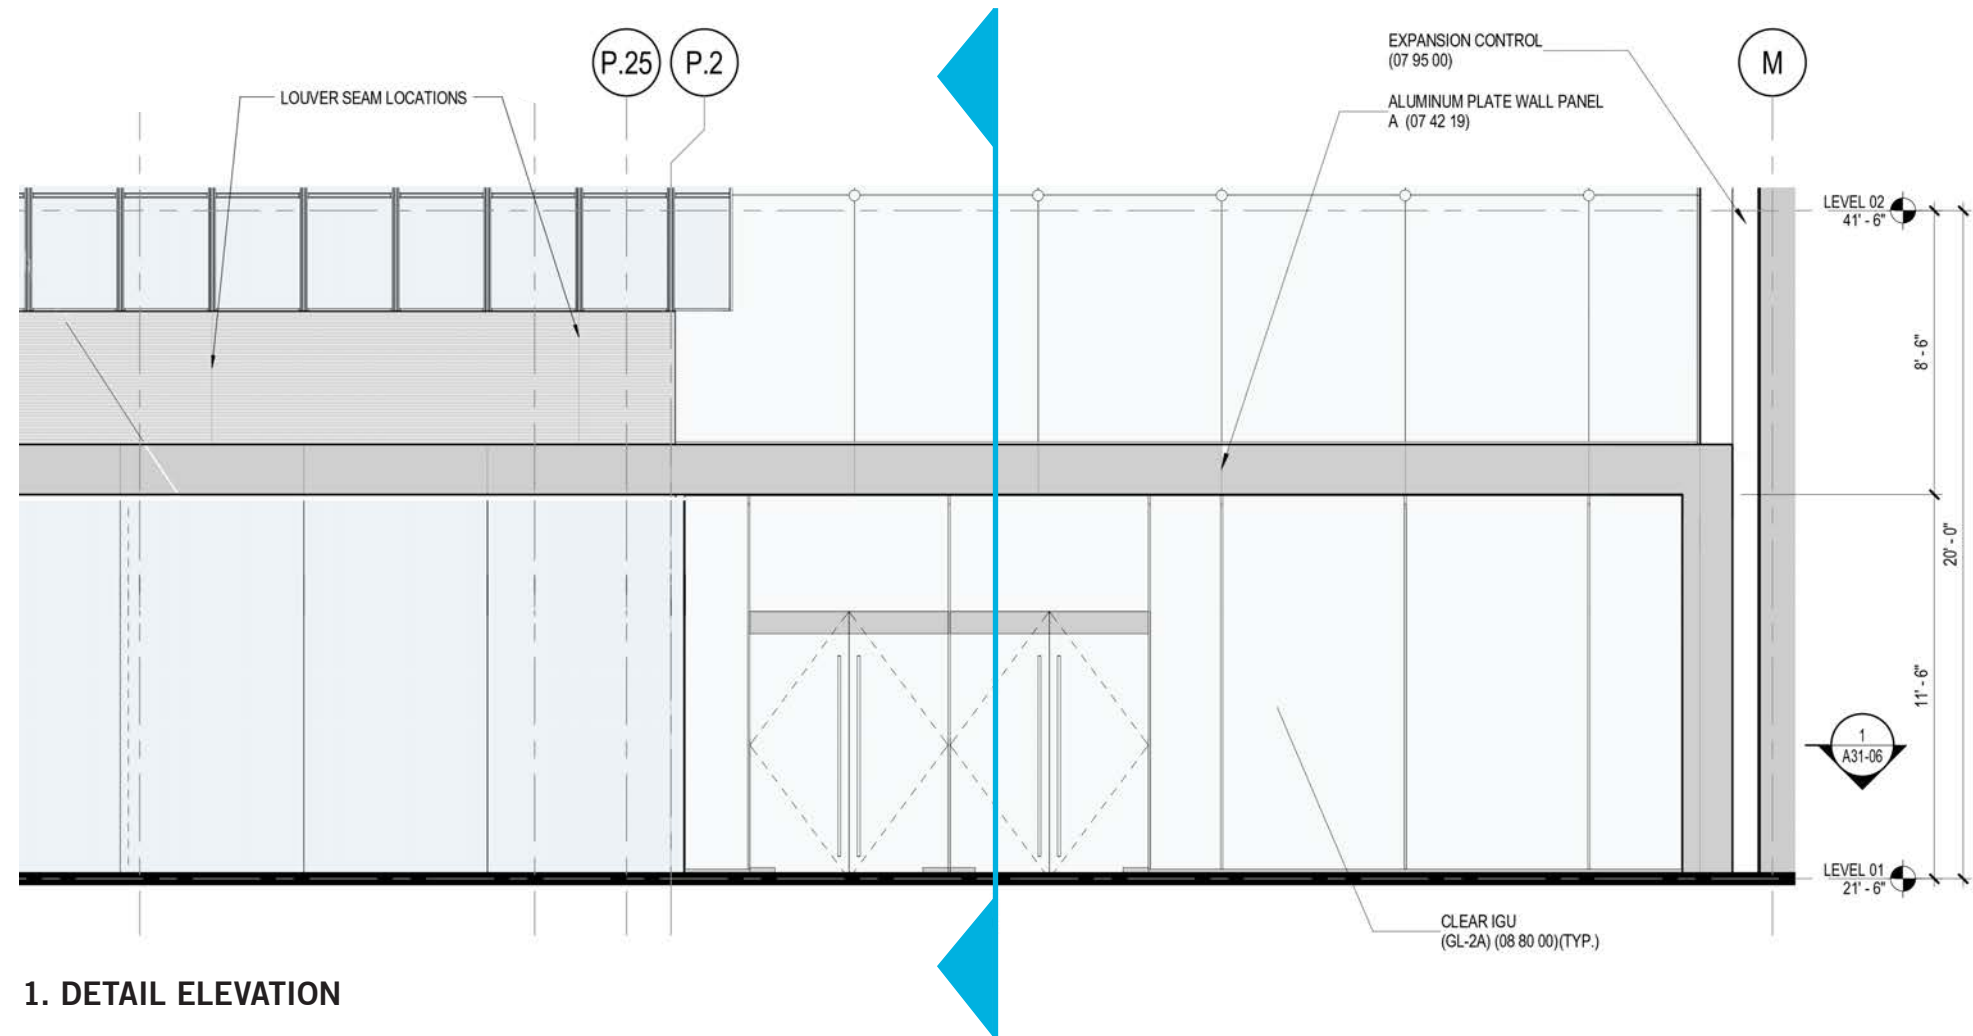 P.25
P.2
LOUVER SEAM LOCATIONS
EXPANSION CONTROL
(07 95 00)
ALUMINUM PLATE WALL PANEL
A (07 42 19)
M
LEVEL 02
41' - 6"
8' - 6"
20' - 0"
11' - 6"
1
A31-06
LEVEL 01
21' - 6"
CLEAR IGU
(GL-2A) (08 80 00)(TYP.)
1. DETAIL ELEVATION